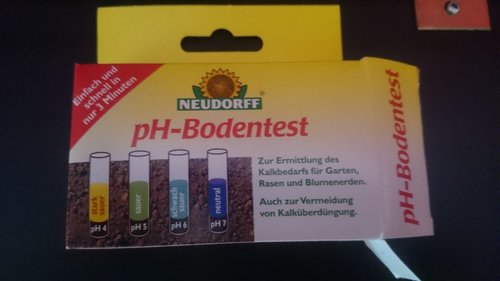 Einfach und
schnell in
nur 3 Minuten
NEUDORFF®
pH-Bodentest
Zur Ermittlung des
Kalkbedarfs für Garten,
Rasen und Blumenerden.
Auch zur Vermeidung
von Kalküberdüngung.
stark
sauer
pH 4
sauer
pH 5
schwach
sauer
pH 6
neutral
pH 7
pH-Bodentest